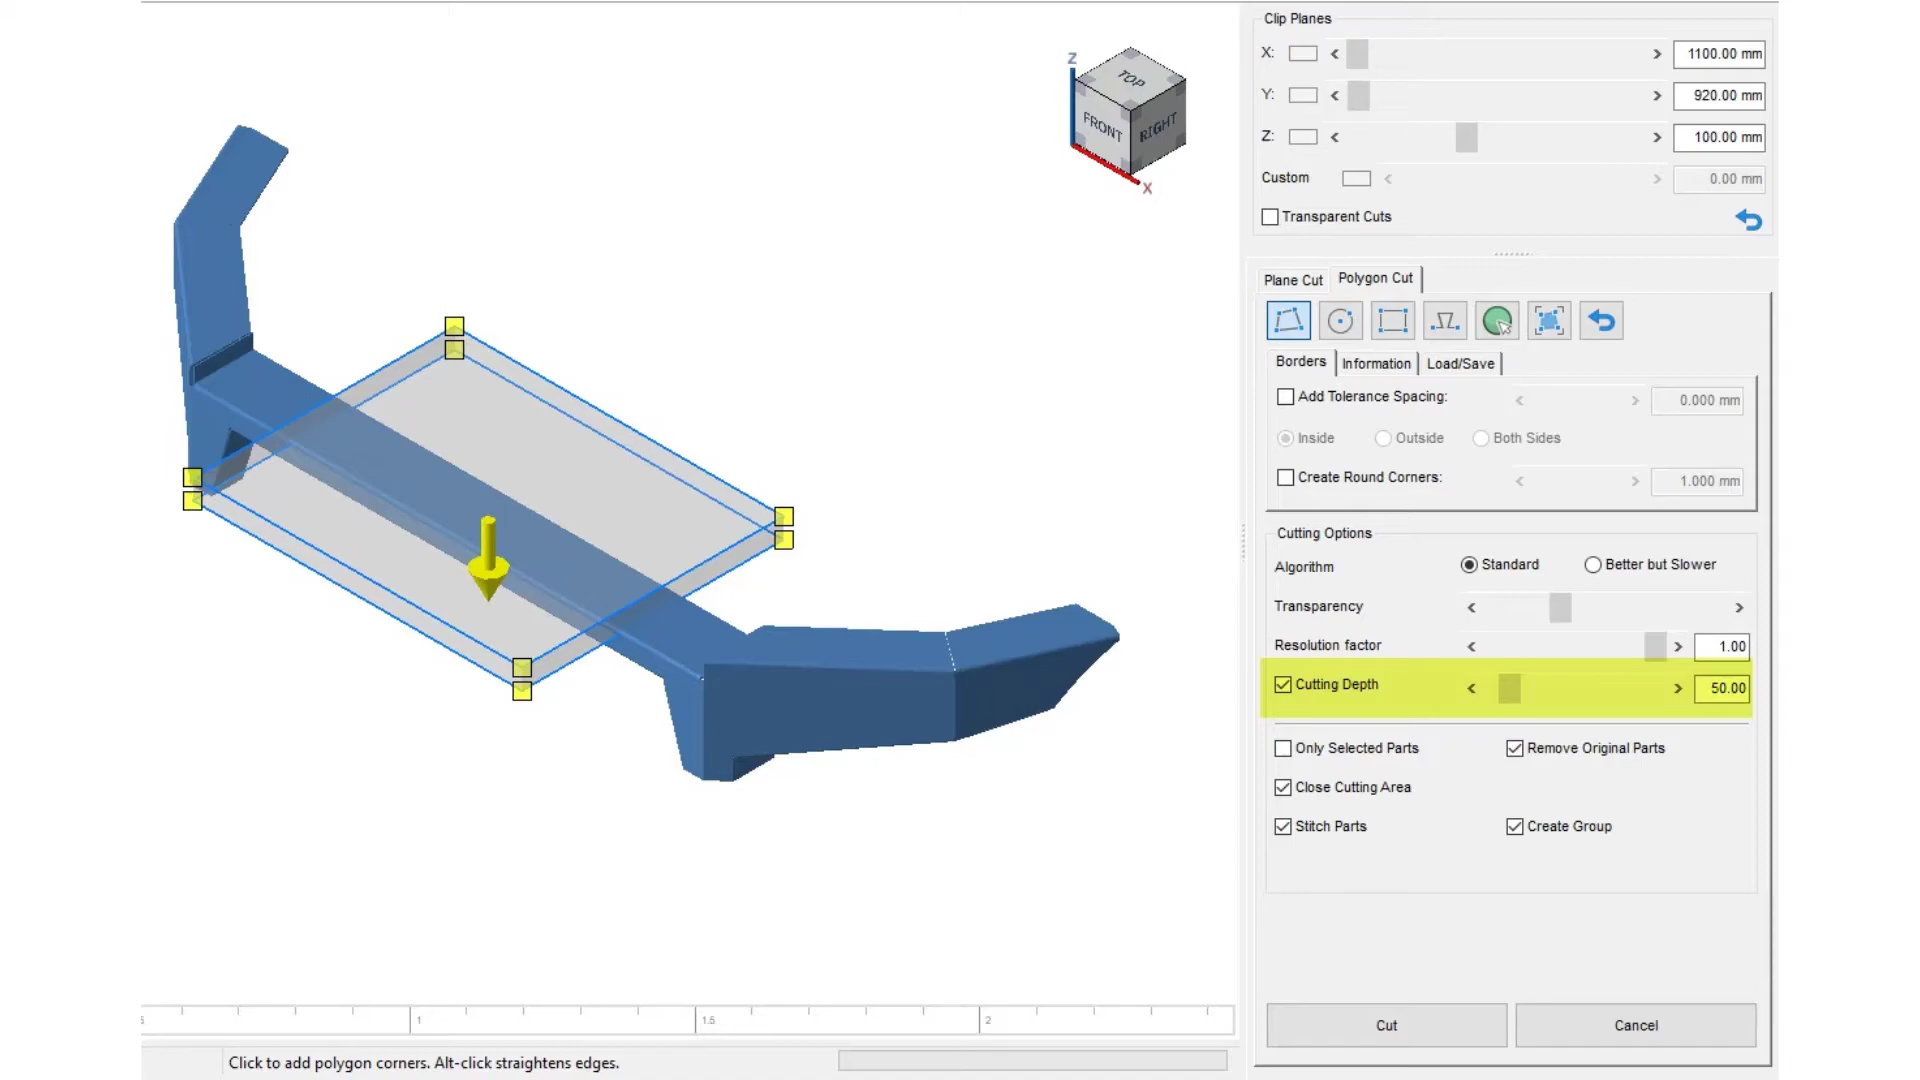 Clip Planes
X: < > 1100.00 mm
Y: < > 920.00 mm
Z: < > 100.00 mm
Custom < > 0.00 mm
Transparent Cuts
Z
TOP
FRONT RIGHT
X
Plane Cut Polygon Cut
Borders Information Load/Save
Add Tolerance Spacing: < > 0.000 mm
Inside Outside Both Sides
Create Round Corners: < > 1.000 mm
Cutting Options
Algorithm Standard Better but Slower
Transparency < >
Resolution factor < > 1.00
Cutting Depth < > 50.00
Only Selected Parts Remove Original Parts
Close Cutting Area
Stitch Parts Create Group
Cut Cancel
1 1.5 2
Click to add polygon corners. Alt-click straightens edges.